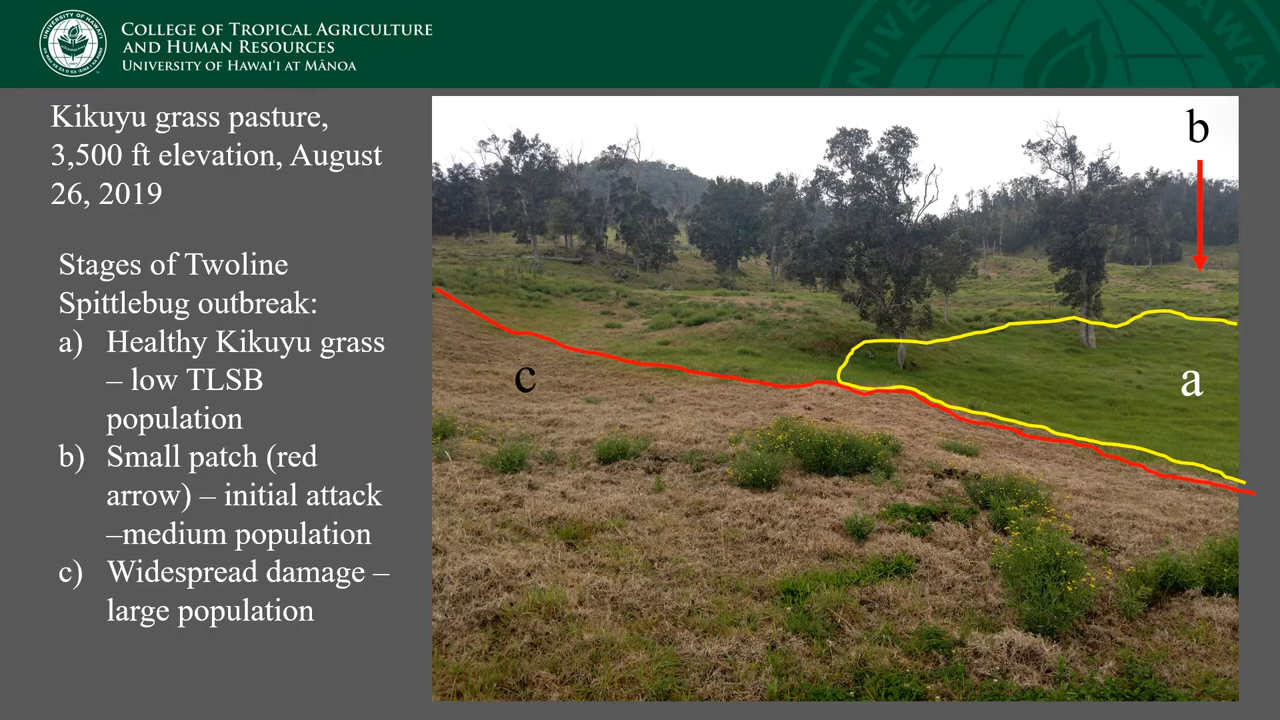 COLLEGE OF TROPICAL AGRICULTURE
AND HUMAN RESOURCES
UNIVERSITY OF HAWAIʻI AT MĀNOA
Kikuyu grass pasture,
3,500 ft elevation, August
26, 2019
Stages of Twoline
Spittlebug outbreak:
a) Healthy Kikuyu grass
– low TLSB
population
b) Small patch (red
arrow) – initial attack
–medium population
c) Widespread damage –
large population
b
c
a